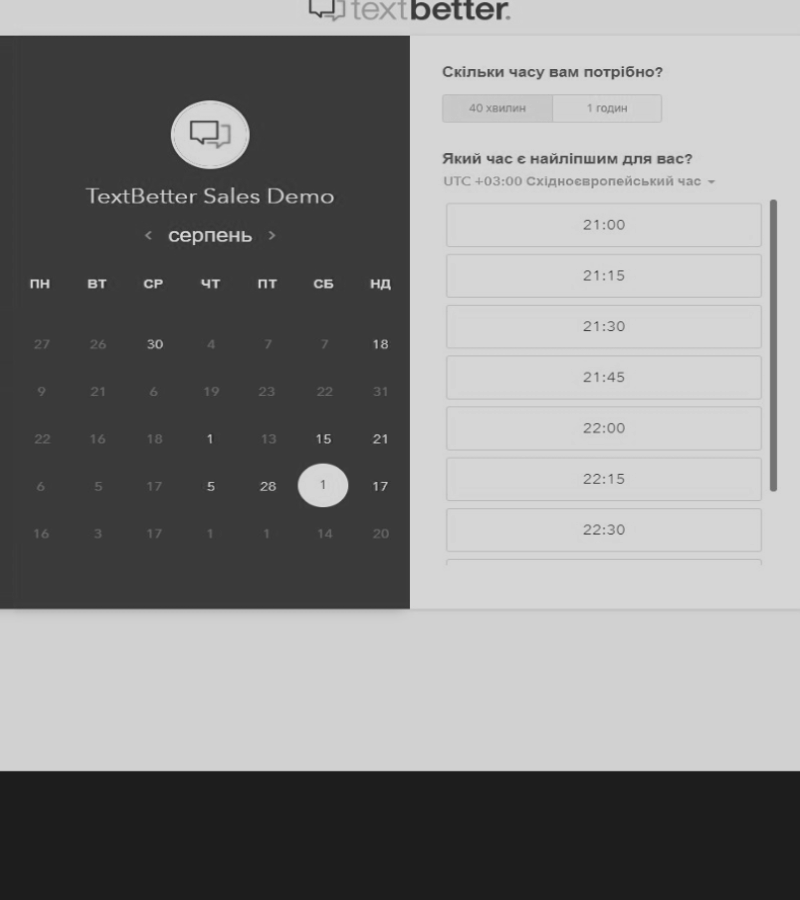 textbetter.
TextBetter Sales Demo
< серпень >
ПН ВТ СР ЧТ ПТ СБ НД
27 26 30 4 7 7 18
9 21 6 19 23 22 31
22 16 18 1 13 15 21
6 5 17 5 28 1 17
16 3 17 1 1 14 20
Скільки часу вам потрібно?
40 хвилин 1 годин
Який час є найліпшим для вас?
UTC +03:00 Східноєвропейський час
21:00
21:15
21:30
21:45
22:00
22:15
22:30